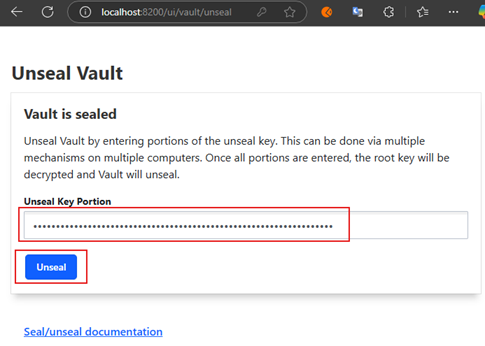 localhost:8200/ui/vault/unseal
Unseal Vault
Vault is sealed
Unseal Vault by entering portions of the unseal key. This can be done via multiple
mechanisms on multiple computers. Once all portions are entered, the root key will be
decrypted and Vault will unseal.
Unseal Key Portion
Unseal
Seal/unseal documentation